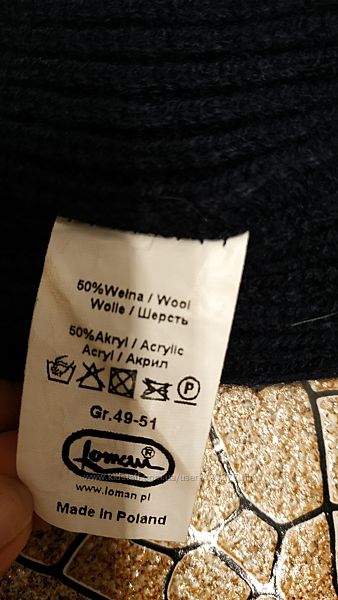 50%Wełna / Wool
Wolle / Шерсть
50%Akryl / Acrylic
Acryl / Акрил
P
Gr.49-51
Loman®
www.loman.pl
Made in Poland